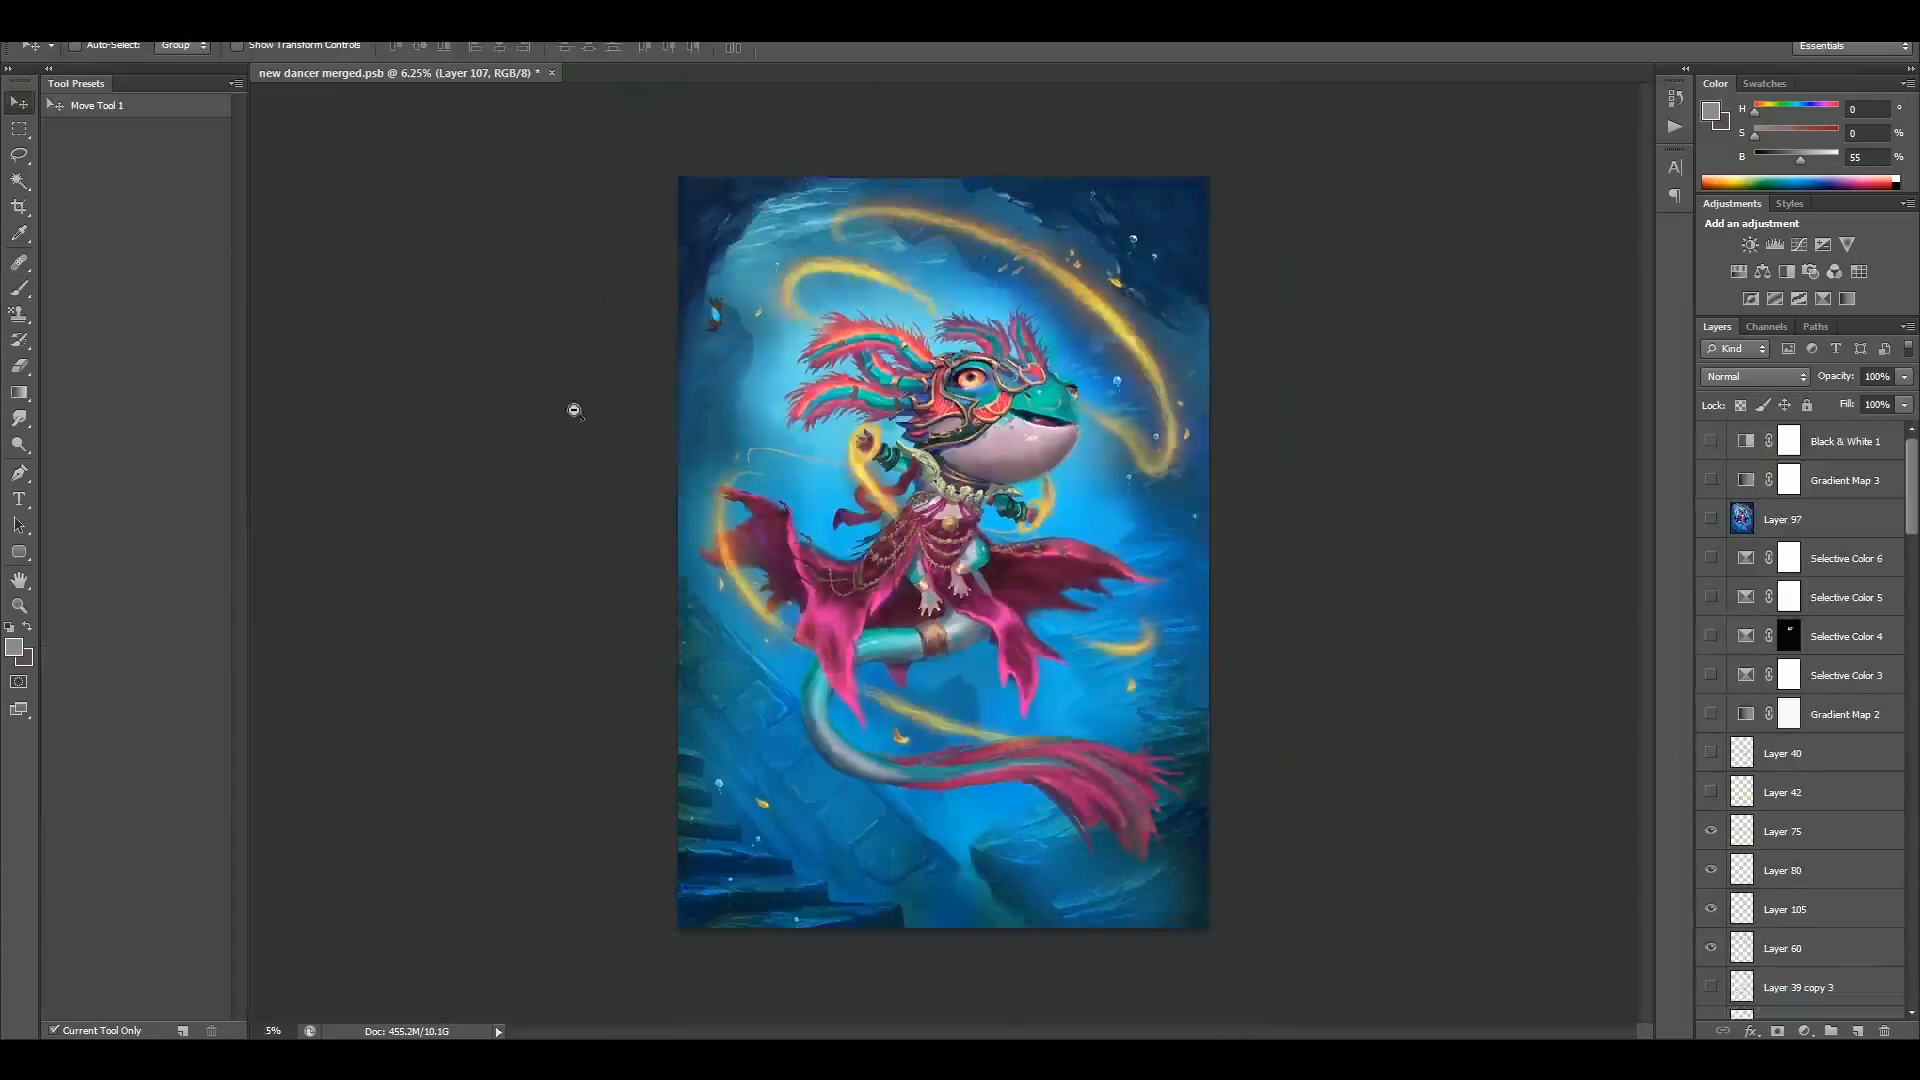 Auto-Select:
Group
Show Transform Controls
Essentials
new dancer merged.psb @ 6.25% (Layer 107, RGB/8) *
Tool Presets
Move Tool 1
Color
Swatches
H
0
°
S
0
%
B
55
%
Adjustments
Styles
Add an adjustment
Layers
Channels
Paths
Kind
Normal
Opacity:
100%
Lock:
Fill:
100%
Black & White 1
Gradient Map 3
Layer 97
Selective Color 6
Selective Color 5
Selective Color 4
Selective Color 3
Gradient Map 2
Layer 40
Layer 42
Layer 75
Layer 80
Layer 105
Layer 60
Layer 39 copy 3
Current Tool Only
5%
Doc: 455.2M/10.1G